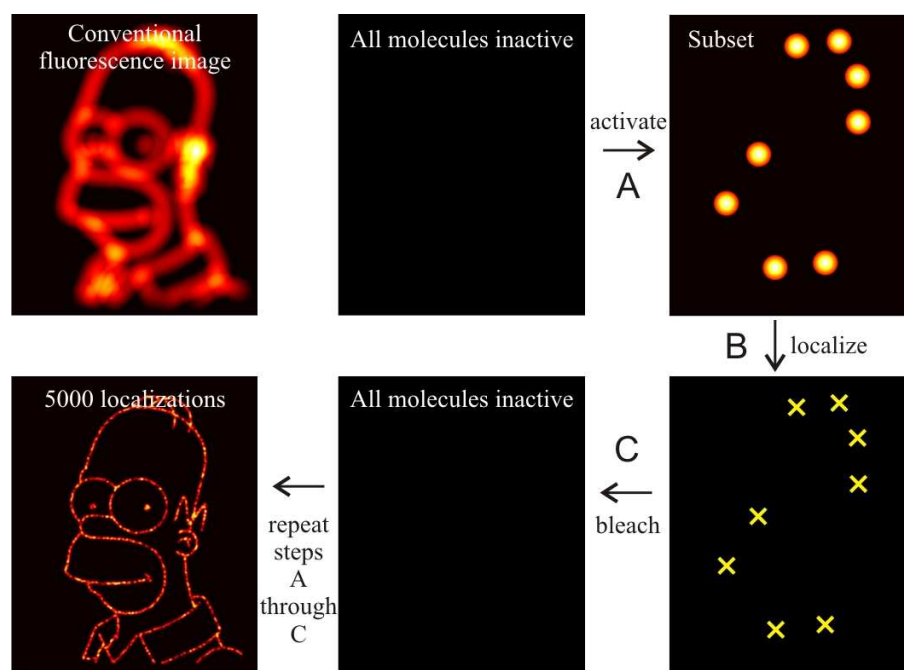 Conventional
fluorescence image
All molecules inactive
activate
A
Subset
B
localize
5000 localizations
repeat
steps
A
through
C
All molecules inactive
C
bleach